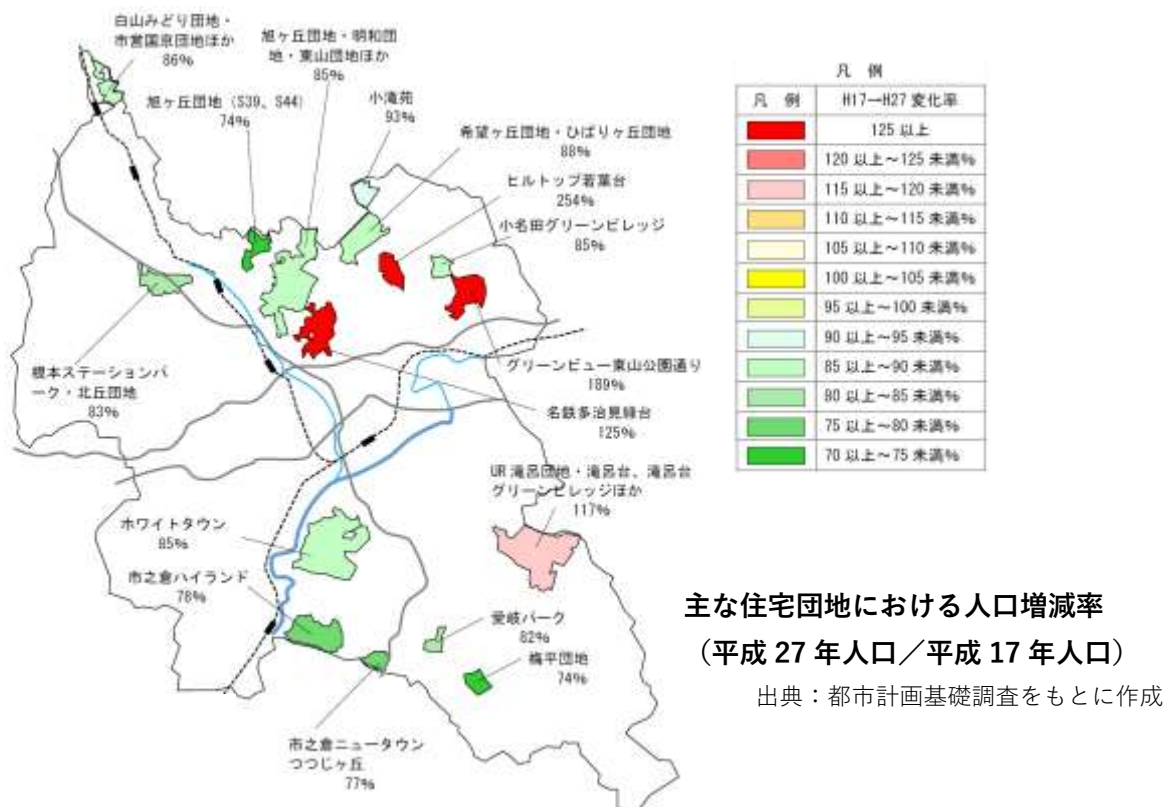 白山みどり団地・
市営国京団地ほか
86%
旭ヶ丘団地・明和団
地・東山団地ほか
85%
旭ヶ丘団地（S39、S44）
74%
小滝苑
93%
希望ヶ丘団地・ひばりヶ丘団地
88%
ヒルトップ若葉台
254%
小名田グリーンビレッジ
85%
根本ステーションパ
ーク・北丘団地
83%
グリーンビュー東山公園通り
189%
名鉄多治見緑台
125%
UR 滝呂団地・滝呂台、滝呂台
グリーンビレッジほか
117%
ホワイトタウン
85%
市之倉ハイランド
78%
愛岐パーク
82%
梅平団地
74%
市之倉ニュータウン
つつじヶ丘
77%
凡　例
凡　例　H17→H27 変化率
125 以上
120 以上～125 未満%
115 以上～120 未満%
110 以上～115 未満%
105 以上～110 未満%
100 以上～105 未満%
95 以上～100 未満%
90 以上～95 未満%
85 以上～90 未満%
80 以上～85 未満%
75 以上～80 未満%
70 以上～75 未満%
主な住宅団地における人口増減率
（平成 27 年人口／平成 17 年人口）
出典：都市計画基礎調査をもとに作成